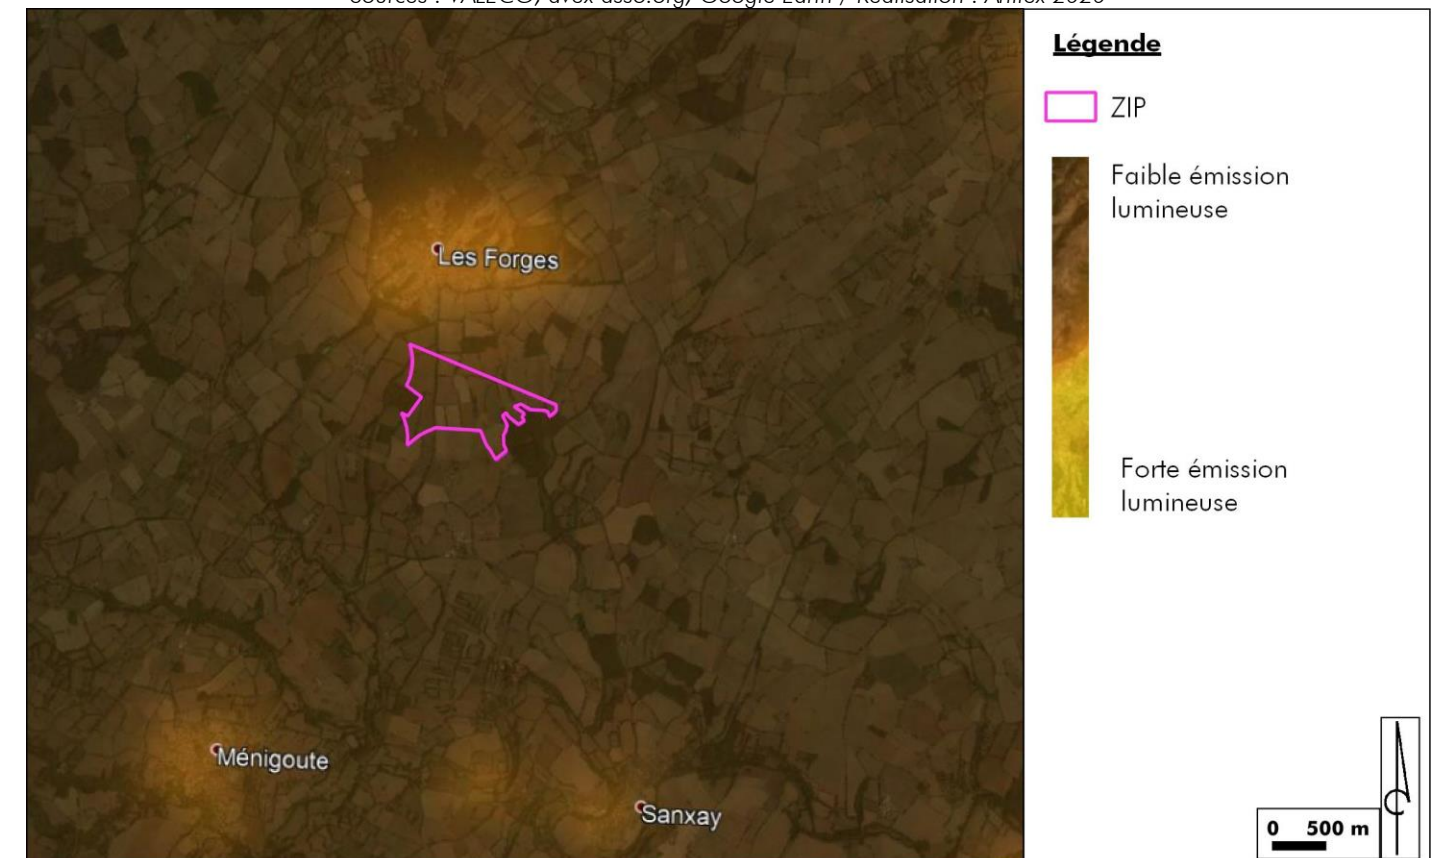 Légende
ZIP
Faible émission
lumineuse
Les Forges
Forte émission
lumineuse
Ménigoute
Sanxay
0 500 m